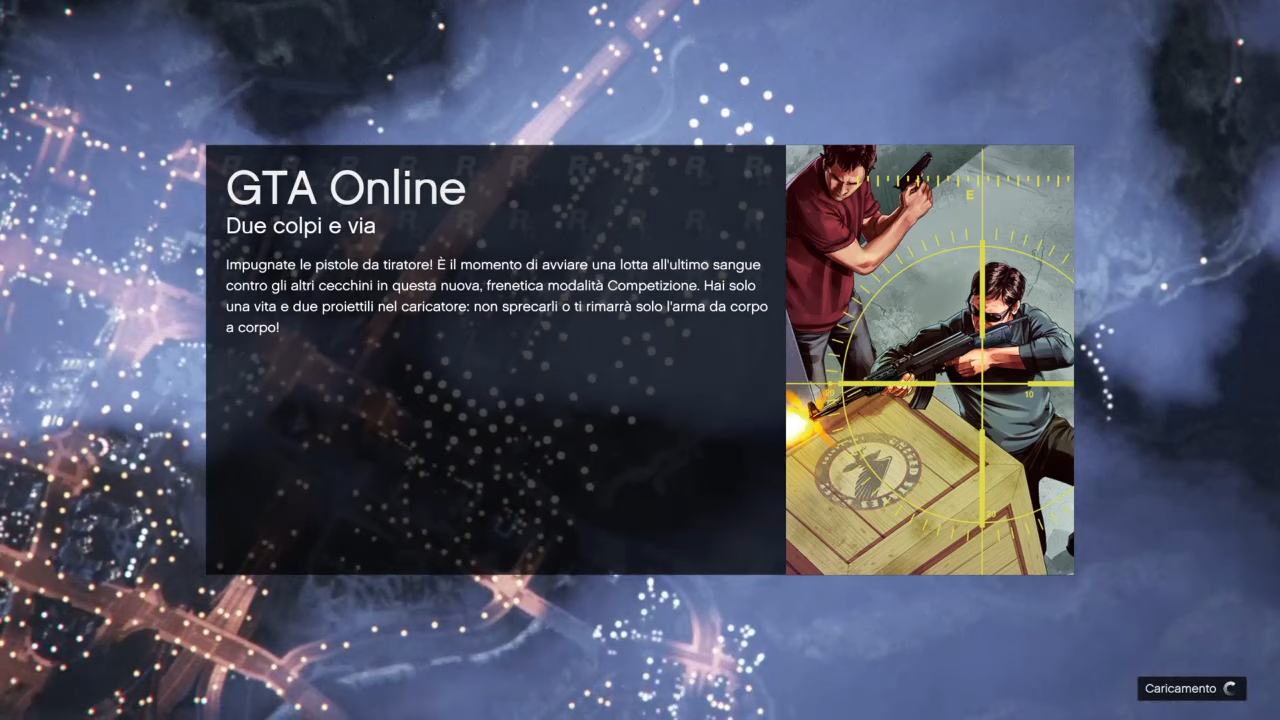 GTA Online
Due colpi e via
Impugnate le pistole da tiratore! È il momento di avviare una lotta all'ultimo sangue
contro gli altri cecchini in questa nuova, frenetica modalità Competizione. Hai solo
una vita e due proiettili nel caricatore: non sprecarli o ti rimarrà solo l'arma da corpo
a corpo!
E
10
Caricamento